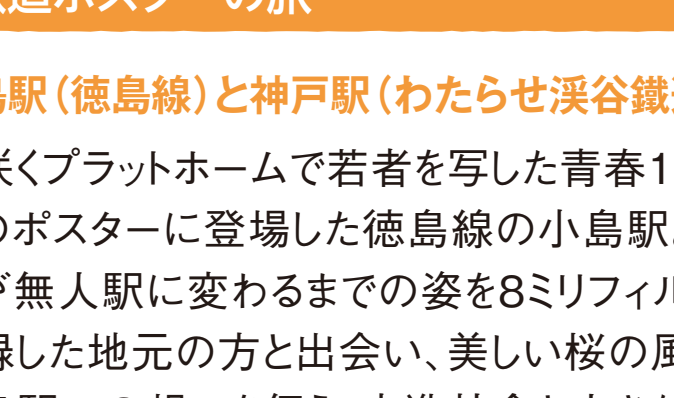 道ポスターの旅
島駅(徳島線)と神戸駅(わたらせ渓谷鐵
咲くプラットホームで若者を写した青春1
のポスターに登場した徳島線の小島駅
が無人駅に変わるまでの姿を8ミリフィル
録した地元の方と出会い、美しい桜の風